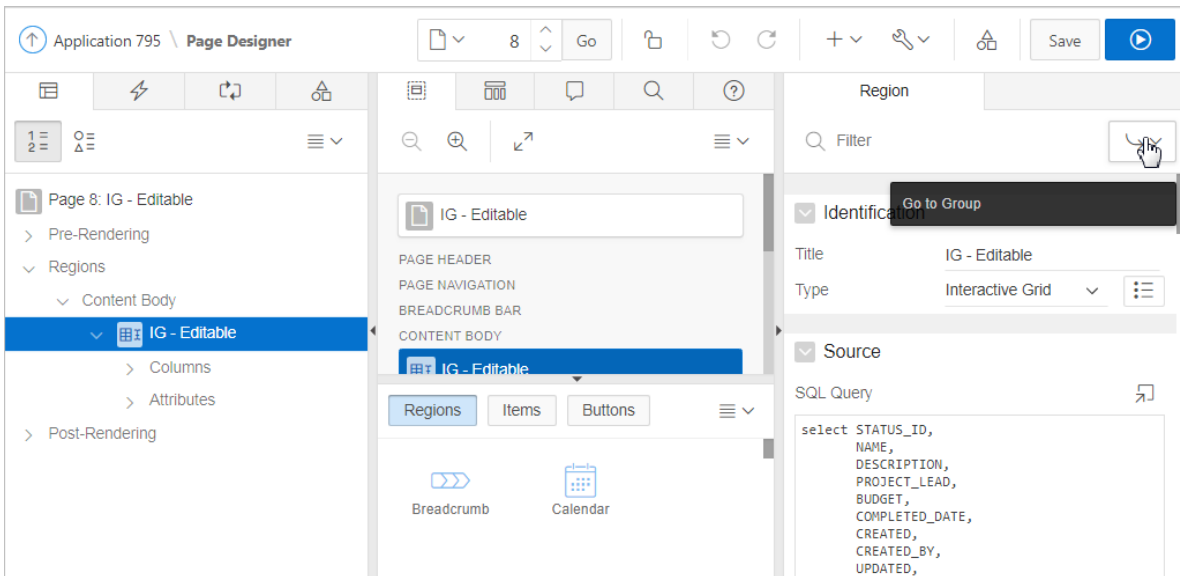 Application 795 \ Page Designer
8
Go
Save
Page 8: IG - Editable
Pre-Rendering
Regions
Content Body
IG - Editable
Columns
Attributes
Post-Rendering
IG - Editable
PAGE HEADER
PAGE NAVIGATION
BREADCRUMB BAR
CONTENT BODY
IG - Editable
Regions
Items
Buttons
Breadcrumb
Calendar
Region
Filter
Go to Group
Identification
Title
IG - Editable
Type
Interactive Grid
Source
SQL Query
select STATUS_ID,
NAME,
DESCRIPTION,
PROJECT_LEAD,
BUDGET,
COMPLETED_DATE,
CREATED,
CREATED_BY,
UPDATED,